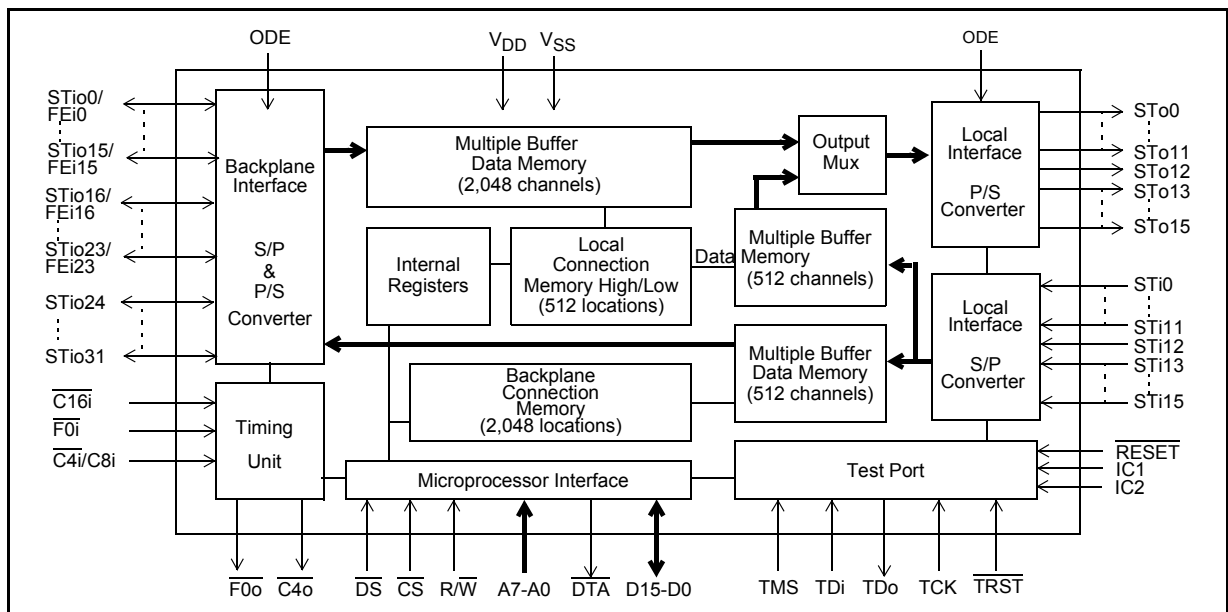 ODE
VDD
VSS
ODE
STio0/
FEi0
STio15/
FEi15
STio16/
FEi16
STio23/
FEi23
STio24
STio31
C16i
F0i
C4i/C8i
Backplane
Interface
S/P
&
P/S
Converter
Timing
Unit
Multiple Buffer
Data Memory
(2,048 channels)
Output
Mux
Local
Interface
P/S
Converter
Internal
Registers
Local
Connection
Memory High/Low
(512 locations)
Multiple Buffer
Data Memory
(512 channels)
Local
Interface
S/P
Converter
Backplane
Connection
Memory
(2,048 locations)
Multiple Buffer
Data Memory
(512 channels)
Microprocessor Interface
Test Port
STo0
STo11
STo12
STo13
STo15
STi0
STi11
STi12
STi13
STi15
RESET
IC1
IC2
F0o
C4o
DS
CS
R/W
A7-A0
DTA
D15-D0
TMS
TDi
TDo
TCK
TRST